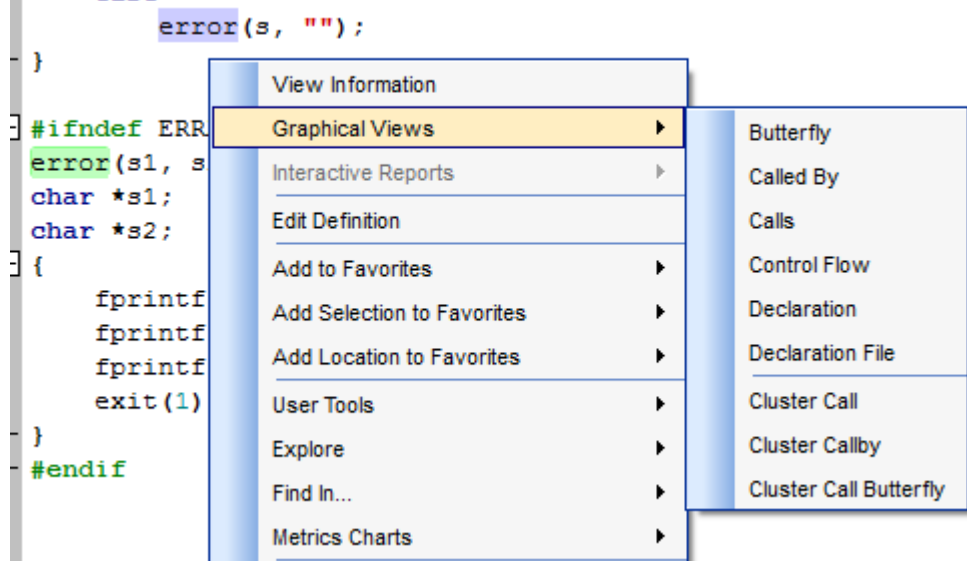 error(s, "");
}
#ifndef ERR
error(s1, s
char *s1;
char *s2;
{
fprintf
fprintf
fprintf
exit(1)
}
#endif
View Information
Graphical Views
Interactive Reports
Edit Definition
Add to Favorites
Add Selection to Favorites
Add Location to Favorites
User Tools
Explore
Find In...
Metrics Charts
Butterfly
Called By
Calls
Control Flow
Declaration
Declaration File
Cluster Call
Cluster Callby
Cluster Call Butterfly